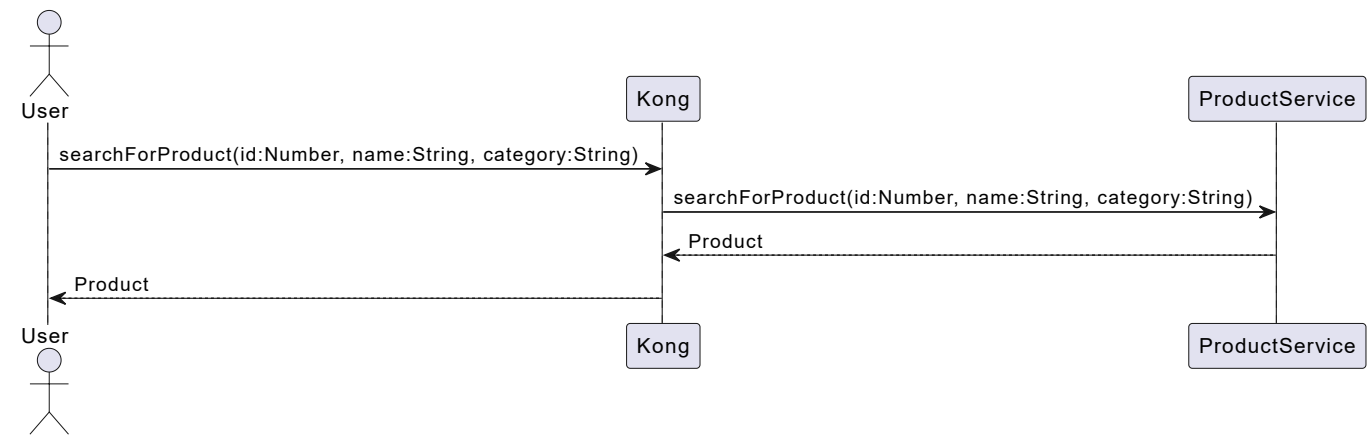 User
Kong
ProductService
searchForProduct(id:Number, name:String, category:String)
searchForProduct(id:Number, name:String, category:String)
Product
Product
User
Kong
ProductService